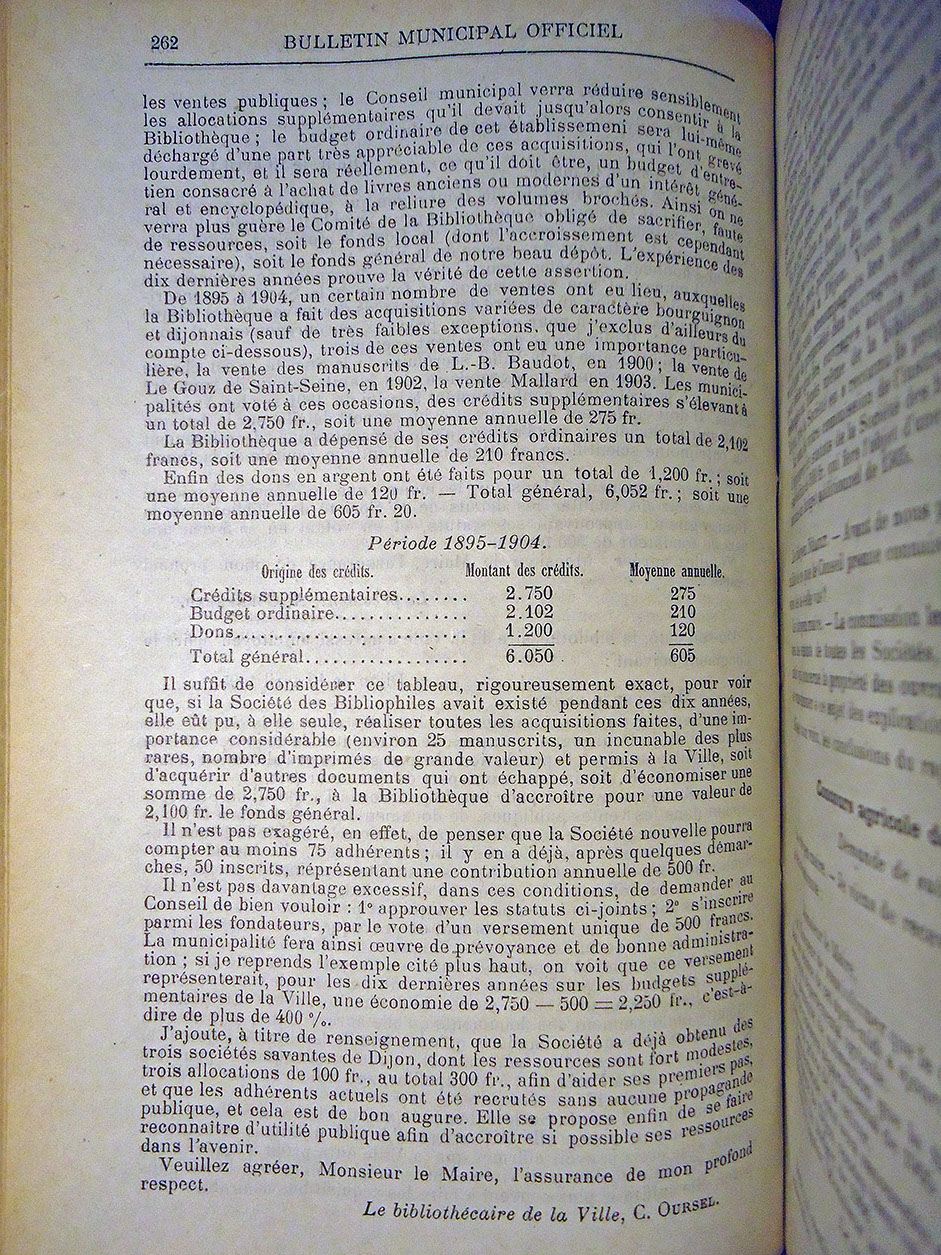 262 BULLETIN MUNICIPAL OFFICIEL
les ventes publiques ; le Conseil municipal verra réduire sensiblement
les allocations supplémentaires qu'il devait jusqu'alors consentir à la
Bibliothèque ; le budget ordinaire de cet établissement sera lui-même
déchargé d'une part très appréciable de ces acquisitions, qui l'ont grevé
lourdement, et il sera réellement, ce qu'il doit être, un budget d'entre-
tien consacré à l'achat de livres anciens ou modernes d'un intérêt géné-
ral et encyclopédique, à la reliure des volumes brochés. Ainsi on ne
verra plus guère le Comité de la Bibliothèque obligé de sacrifier, faute
de ressources, soit le fonds local (dont l'accroissement est cependant
nécessaire), soit le fonds général de notre beau dépôt. L'expérience des
dix dernières années prouve la vérité de cette assertion.
De 1895 à 1904, un certain nombre de ventes ont eu lieu, auxquelles
la Bibliothèque a fait des acquisitions variées de caractère bourguignon
et dijonnais (sauf de très faibles exceptions, que j'exclus d'ailleurs du
compte ci-dessous), trois de ces ventes ont eu une importance particu-
lière, la vente des manuscrits de L.-B. Baudot, en 1900 ; la vente de
Le Gouz de Saint-Seine, en 1902, la vente Mallard en 1903. Les munici-
palités ont voté à ces occasions, des crédits supplémentaires s'élevant à
un total de 2,750 fr., soit une moyenne annuelle de 275 fr.
La Bibliothèque a dépensé de ses crédits ordinaires un total de 2,102
francs, soit une moyenne annuelle de 210 francs.
Enfin des dons en argent ont été faits pour un total de 1,200 fr. ; soit
une moyenne annuelle de 120 fr. — Total général, 6,052 fr. ; soit une
moyenne annuelle de 605 fr. 20.
Période 1895-1904.
Origine des crédits. Montant des crédits. Moyenne annuelle.
Crédits supplémentaires........ 2.750 275
Budget ordinaire............... 2.102 210
Dons........................... 1.200 120
Total général.................. 6.050 605
Il suffit de considérer ce tableau, rigoureusement exact, pour voir
que, si la Société des Bibliophiles avait existé pendant ces dix années,
elle eût pu, à elle seule, réaliser toutes les acquisitions faites, d'une im-
portance considérable (environ 25 manuscrits, un incunable des plus
rares, nombre d'imprimés de grande valeur) et permis à la Ville, soit
d'acquérir d'autres documents qui ont échappé, soit d'économiser une
somme de 2,750 fr., à la Bibliothèque d'accroître pour une valeur de
2,100 fr. le fonds général.
Il n'est pas exagéré, en effet, de penser que la Société nouvelle pourra
compter au moins 75 adhérents ; il y en a déjà, après quelques démar-
ches, 50 inscrits, représentant une contribution annuelle de 500 fr.
Il n'est pas davantage excessif, dans ces conditions, de demander au
Conseil de bien vouloir : 1° approuver les statuts ci-joints ; 2° s'inscrire
parmi les fondateurs, par le vote d'un versement unique de 500 francs.
La municipalité fera ainsi œuvre de prévoyance et de bonne administra-
tion ; si je reprends l'exemple cité plus haut, on voit que ce versement
représenterait, pour les dix dernières années sur les budgets supplé-
mentaires de la Ville, une économie de 2,750 — 500 = 2,250 fr., c'est-à-
dire de plus de 400 %.
J'ajoute, à titre de renseignement, que la Société a déjà obtenu des
trois sociétés savantes de Dijon, dont les ressources sont fort modestes,
trois allocations de 100 fr., au total 300 fr., afin d'aider ses premiers pas,
et que les adhérents actuels ont été recrutés sans aucune propagande
publique, et cela est de bon augure. Elle se propose enfin de se faire
reconnaître d'utilité publique afin d'accroître si possible ses ressources
dans l'avenir.
Veuillez agréer, Monsieur le Maire, l'assurance de mon profond
respect.
Le bibliothécaire de la Ville, C. OURSEL.
Concours agricole